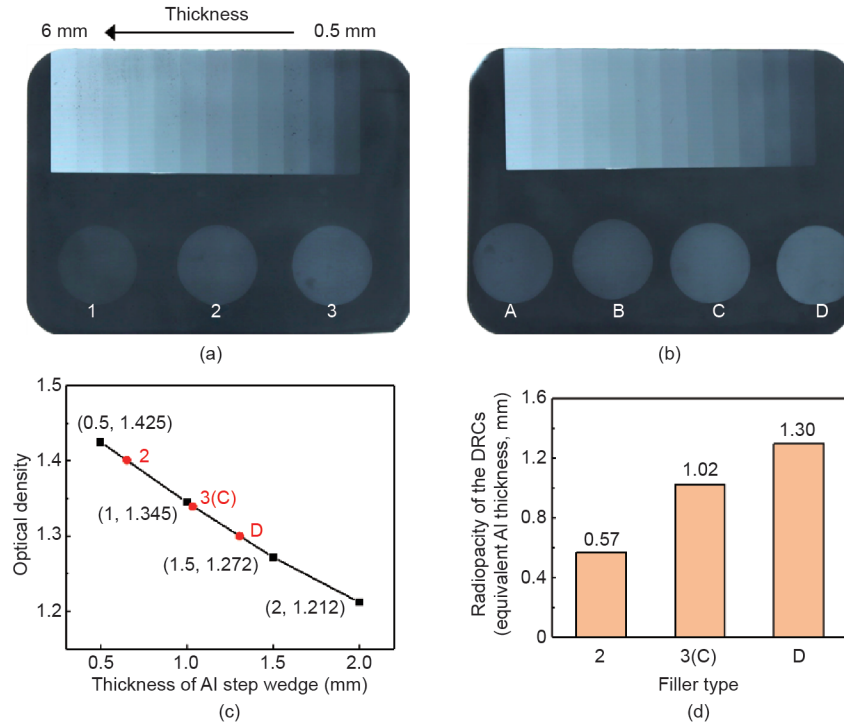 Thickness
6 mm
0.5 mm
1
2
3
(a)
A
B
C
D
(b)
1.5
1.4
1.3
1.2
0.5
1.0
1.5
2.0
Optical density
Thickness of Al step wedge (mm)
(0.5, 1.425)
2
3(C)
(1, 1.345)
D
(1.5, 1.272)
(2, 1.212)
(c)
1.6
1.2
0.8
0.4
0
Radiopacity of the DRCs
(equivalent Al thickness, mm)
0.57
1.02
1.30
2
3(C)
D
Filler type
(d)